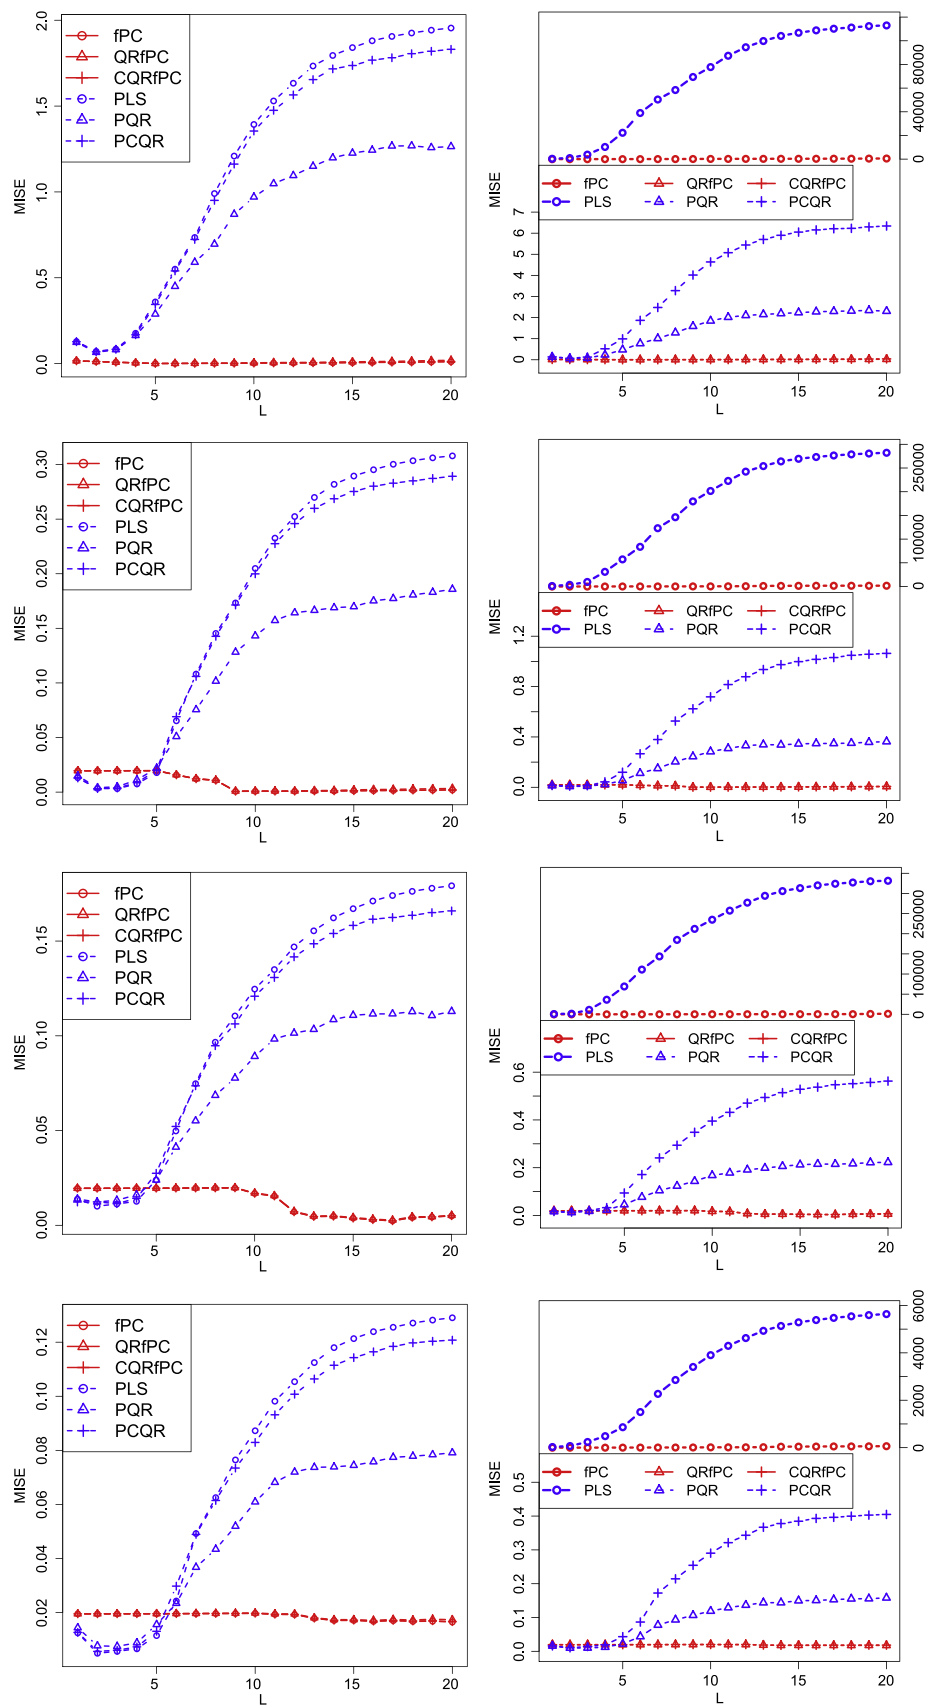 2.0
1.5
1.0
0.5
0.0
MISE
fPC
QRfPC
CQRfPC
PLS
PQR
PCQR
5 10 15 20
L
80000
40000
0
MISE
fPC QRfPC CQRfPC
PLS PQR PCQR
7
6
5
4
3
2
1
0
5 10 15 20
L
0.30
0.25
0.20
0.15
0.10
0.05
0.00
MISE
fPC
QRfPC
CQRfPC
PLS
PQR
PCQR
5 10 15 20
L
250000
100000
0
MISE
fPC QRfPC CQRfPC
PLS PQR PCQR
1.2
0.8
0.4
0.0
5 10 15 20
L
0.15
0.10
0.05
0.00
MISE
fPC
QRfPC
CQRfPC
PLS
PQR
PCQR
5 10 15 20
L
250000
100000
0
MISE
fPC QRfPC CQRfPC
PLS PQR PCQR
0.6
0.4
0.2
0.0
5 10 15 20
L
0.12
0.10
0.08
0.06
0.04
0.02
MISE
fPC
QRfPC
CQRfPC
PLS
PQR
PCQR
5 10 15 20
L
6000
4000
2000
0
MISE
fPC QRfPC CQRfPC
PLS PQR PCQR
0.5
0.4
0.3
0.2
0.1
0.0
5 10 15 20
L